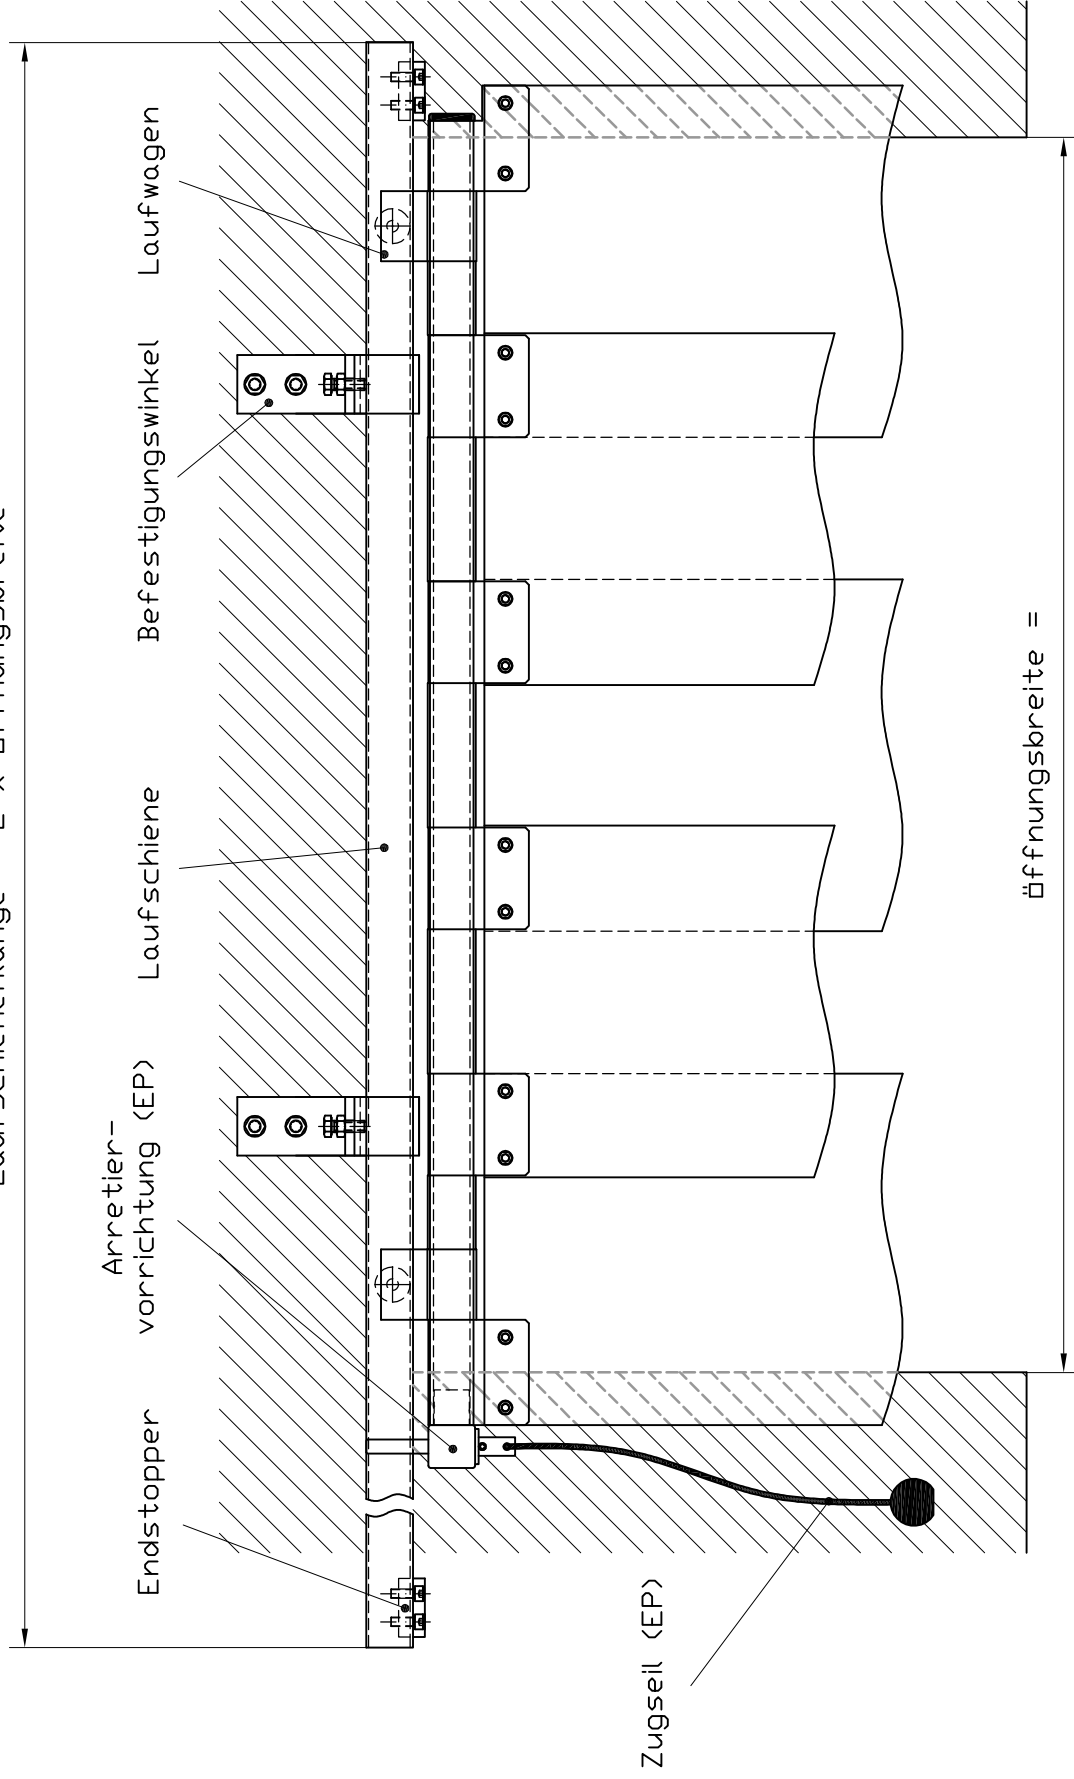 Endstopper
Arretier-
vorrichtung (EP)
Laufschiene
Befestigungswinkel
Laufwagen
Zugseil (EP)
Öffnungsbreite =